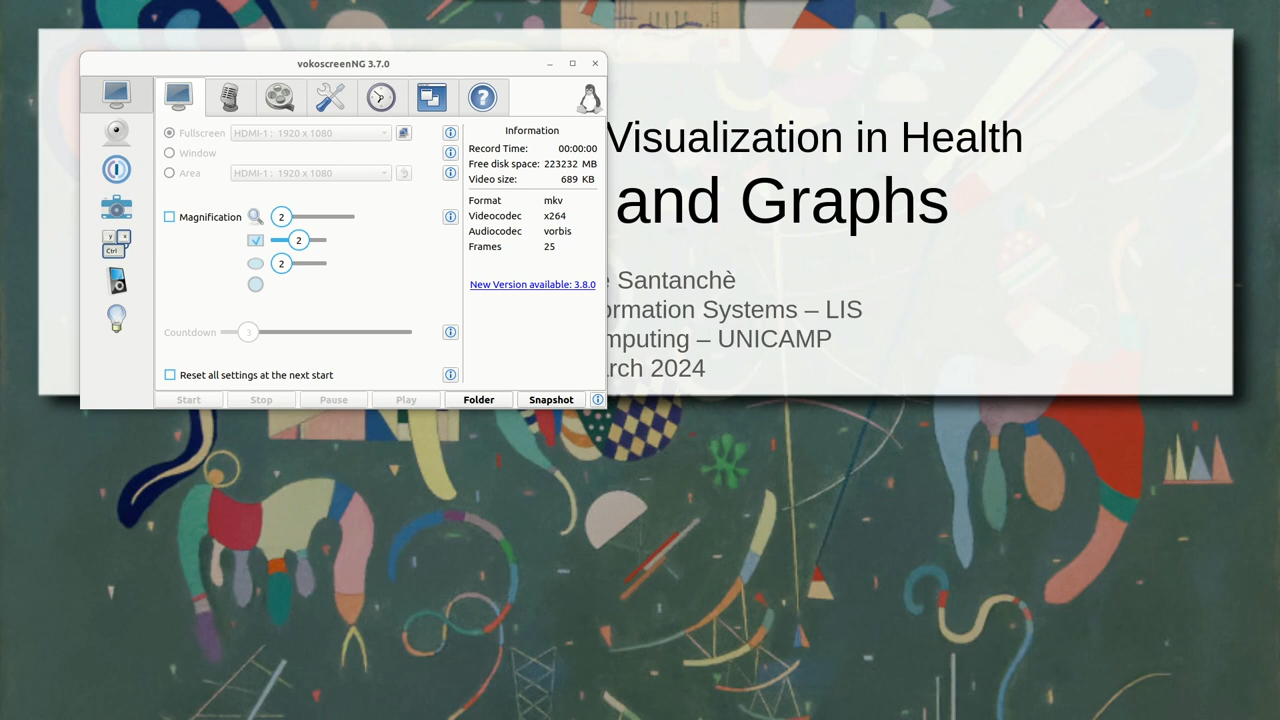 vokoscreenNG 3.7.0
Fullscreen
HDMI-1 : 1920 x 1080
Window
Area
HDMI-1 : 1920 x 1080
Magnification
2
2
2
Countdown
3
Reset all settings at the next start
Information
Record Time: 00:00:00
Free disk space: 223232 MB
Video size: 689 KB
Format mkv
Videocodec x264
Audiocodec vorbis
Frames 25
New Version available: 3.8.0
Start Stop Pause Play Folder Snapshot
y x
Ctrl
Visualization in Health
and Graphs
Santanchè
ormation Systems – LIS
mputing – UNICAMP
rch 2024